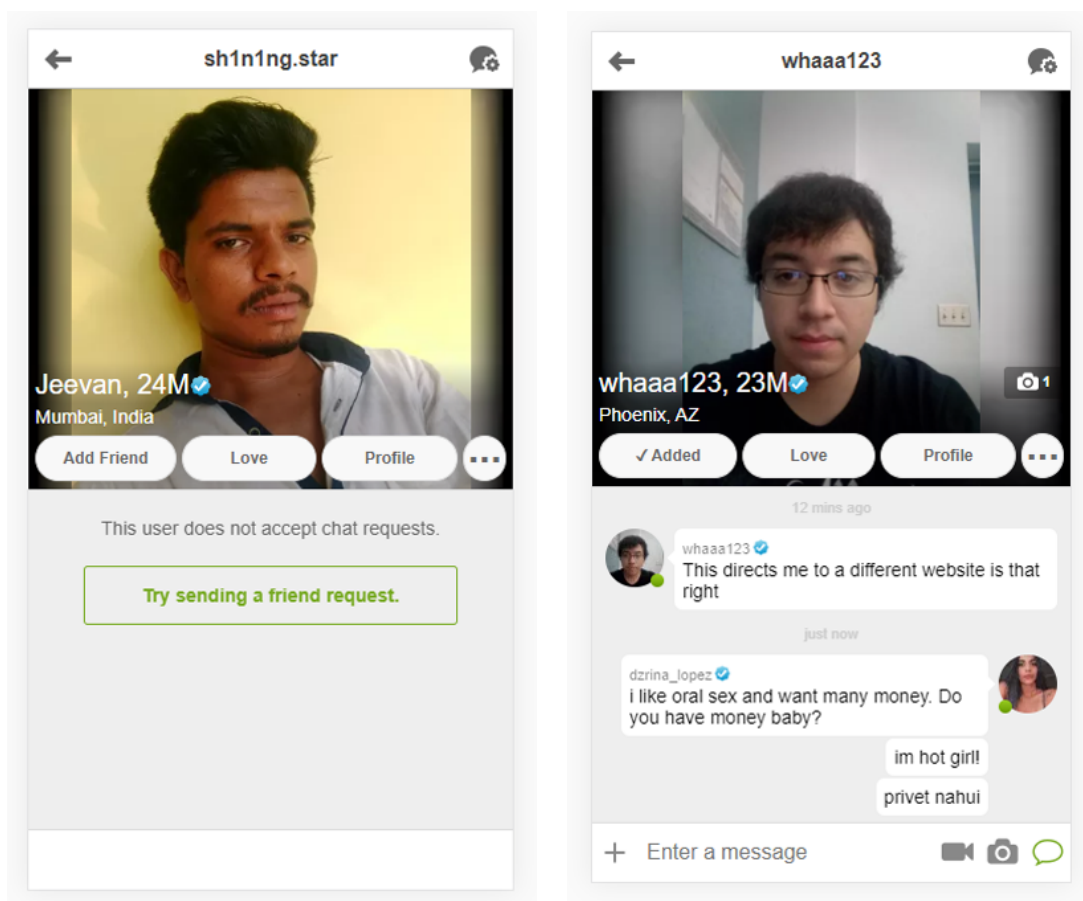 sh1n1ng.star
Jeevan, 24M
Mumbai, India
Add Friend
Love
Profile
This user does not accept chat requests.
Try sending a friend request.
whaaa123
1
whaaa123, 23M
Phoenix, AZ
✓ Added
Love
Profile
12 mins ago
whaaa123
This directs me to a different website is that
right
just now
dzrina_lopez
i like oral sex and want many money. Do
you have money baby?
im hot girl!
privet nahui
Enter a message